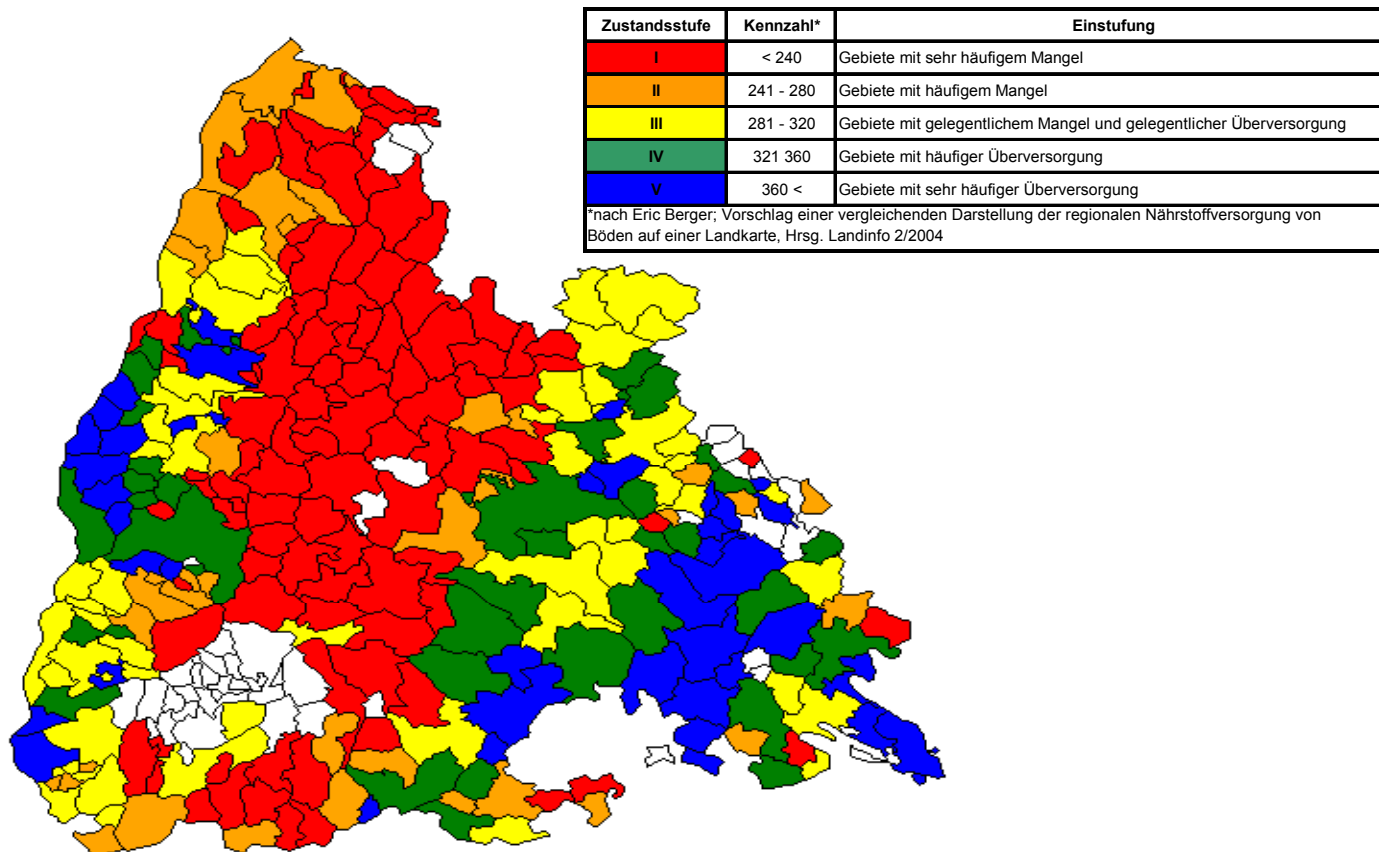 Zustandsstufe Kennzahl* Einstufung
I < 240 Gebiete mit sehr häufigem Mangel
II 241 - 280 Gebiete mit häufigem Mangel
III 281 - 320 Gebiete mit gelegentlichem Mangel und gelegentlicher Überversorgung
IV 321 360 Gebiete mit häufiger Überversorgung
V 360 < Gebiete mit sehr häufiger Überversorgung
*nach Eric Berger; Vorschlag einer vergleichenden Darstellung der regionalen Nährstoffversorgung von
Böden auf einer Landkarte, Hrsg. Landinfo 2/2004